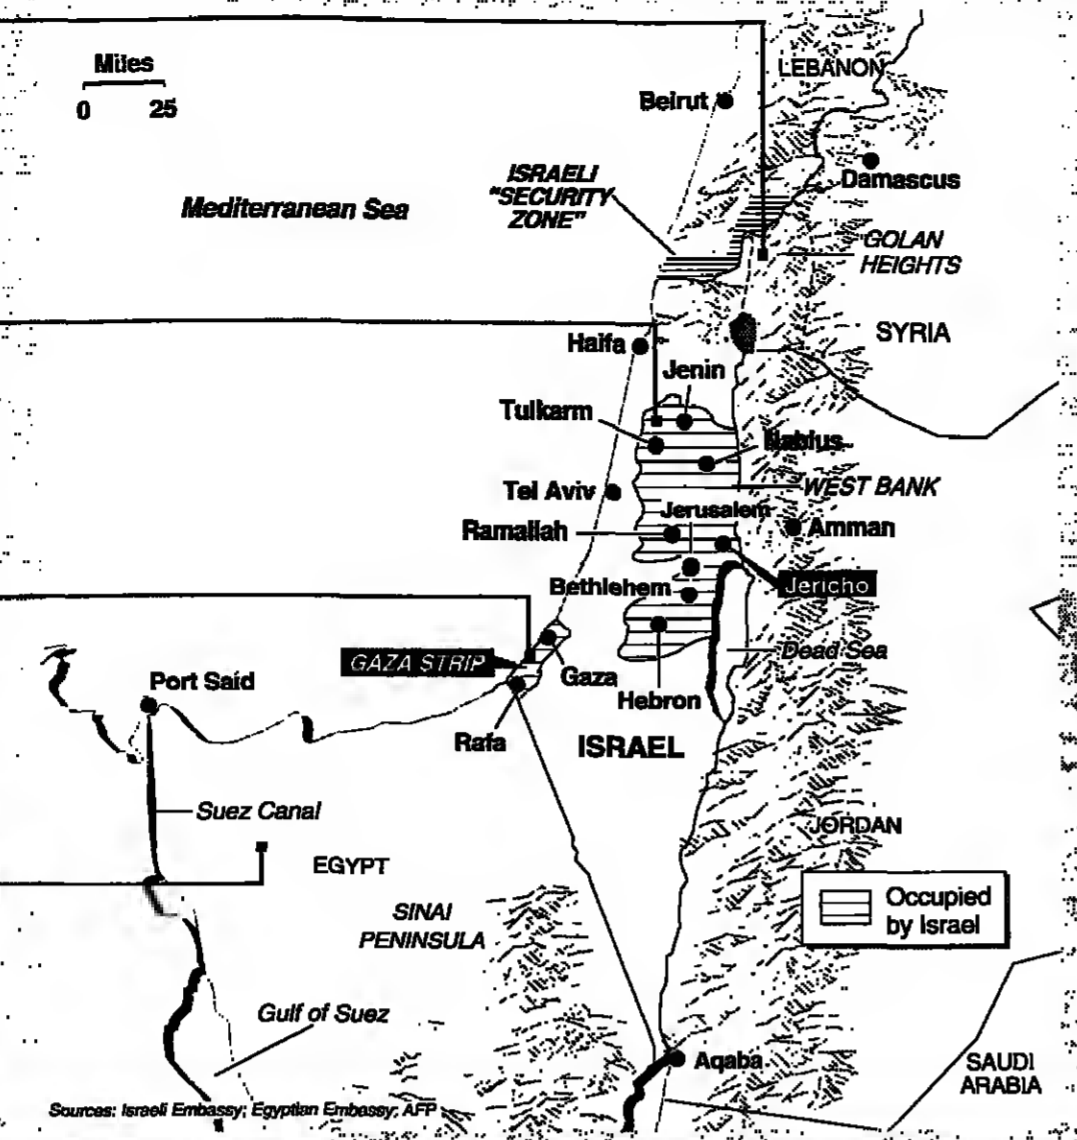 Miles
0 25
LEBANON
Beirut
Damascus
ISRAELI
"SECURITY
ZONE"
Mediterranean Sea
GOLAN
HEIGHTS
SYRIA
Haifa
Jenin
Tulkarm
Nablus
WEST BANK
Tel Aviv
Jerusalem
Ramallah
Amman
Jericho
Bethlehem
Dead Sea
GAZA STRIP
Gaza
Port Said
Hebron
Rafa
ISRAEL
Suez Canal
JORDAN
EGYPT
Occupied
by Israel
SINAI
PENINSULA
Gulf of Suez
Aqaba
SAUDI
ARABIA
Sources: Israeli Embassy; Egyptian Embassy; AFP